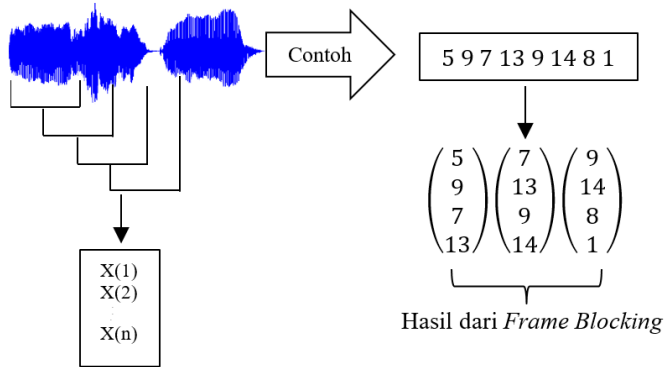 Contoh
5 9 7 13 9 14 8 1
5 7 9
9 13 14
7 9 8
13 14 1
Hasil dari Frame Blocking
X(1)
X(2)
X(n)